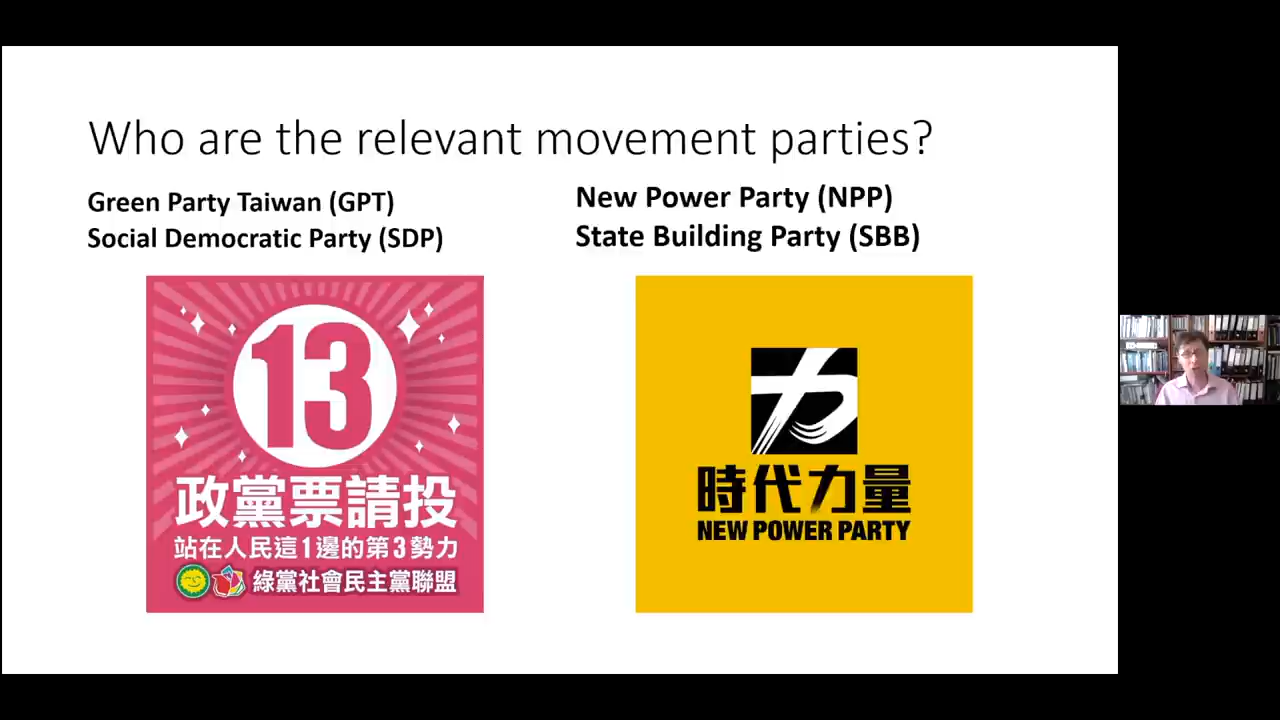 Who are the relevant movement parties?
Green Party Taiwan (GPT)
Social Democratic Party (SDP)
New Power Party (NPP)
State Building Party (SBB)
13
政黨票請投
站在人民這1邊的第3勢力
綠黨社會民主黨聯盟
力
時代力量
NEW POWER PARTY